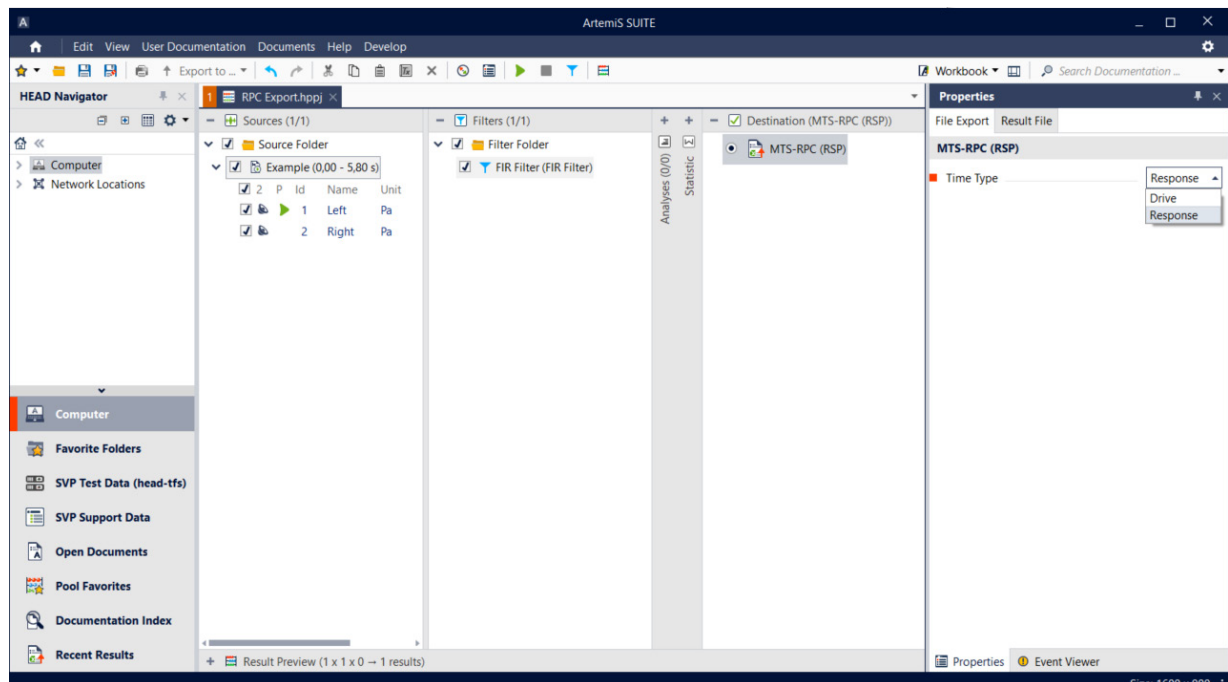 ArtemiS SUITE
Edit View User Documentation Documents Help Develop
Export to ... Workbook Search Documentation ...
HEAD Navigator
1 RPC Export.hppj
Properties
Sources (1/1)
Filters (1/1)
Destination (MTS-RPC (RSP))
File Export Result File
Source Folder
Filter Folder
MTS-RPC (RSP)
MTS-RPC (RSP)
Computer
Example (0,00 - 5,80 s)
FIR Filter (FIR Filter)
Analyses (0/0)
Statistic
Time Type Response
Network Locations
2 P Id Name Unit
Drive
1 Left Pa
Response
2 Right Pa
Computer
Favorite Folders
SVP Test Data (head-tfs)
SVP Support Data
Open Documents
Pool Favorites
Documentation Index
Recent Results
Result Preview (1 x 1 x 0 → 1 results)
Properties Event Viewer